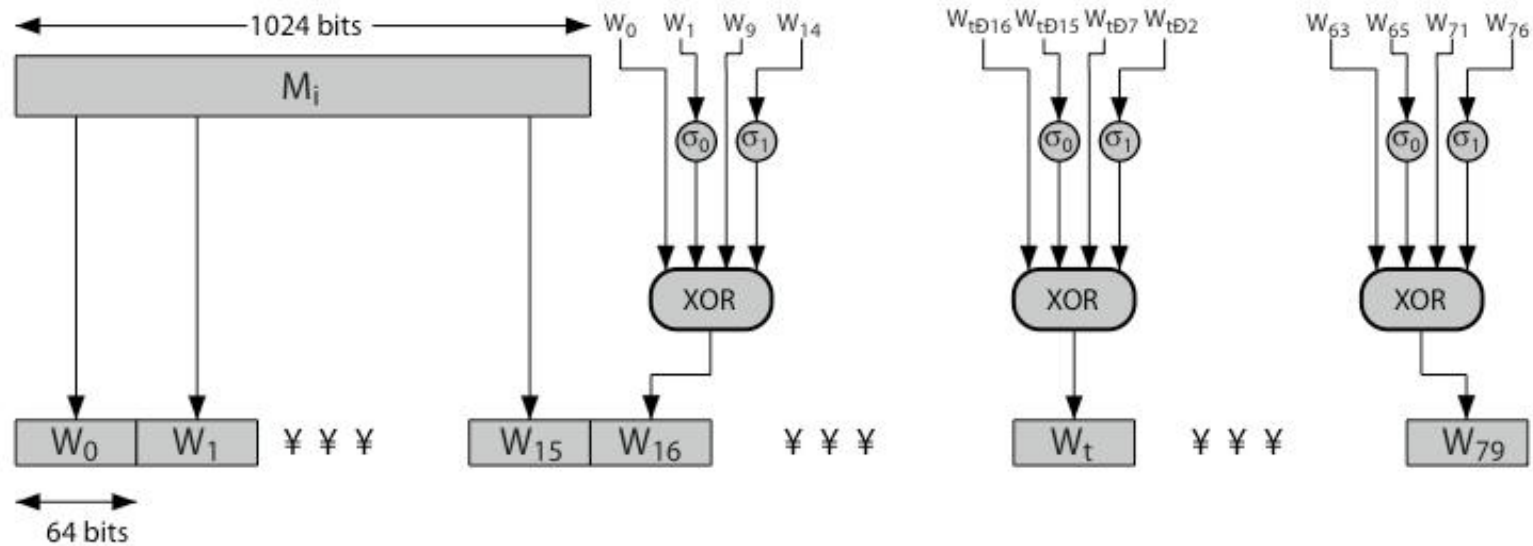 1024 bits
W₀ W₁ W₉ W₁₄
WₜÐ₁₆ WₜÐ₁₅ WₜÐ₇ WₜÐ₂
W₆₃ W₆₅ W₇₁ W₇₆
Mᵢ
σ₀ σ₁ σ₀ σ₁ σ₀ σ₁
XOR XOR XOR
W₀ W₁ ¥ ¥ ¥ W₁₅ W₁₆ ¥ ¥ ¥ Wₜ ¥ ¥ ¥ W₇₉
64 bits